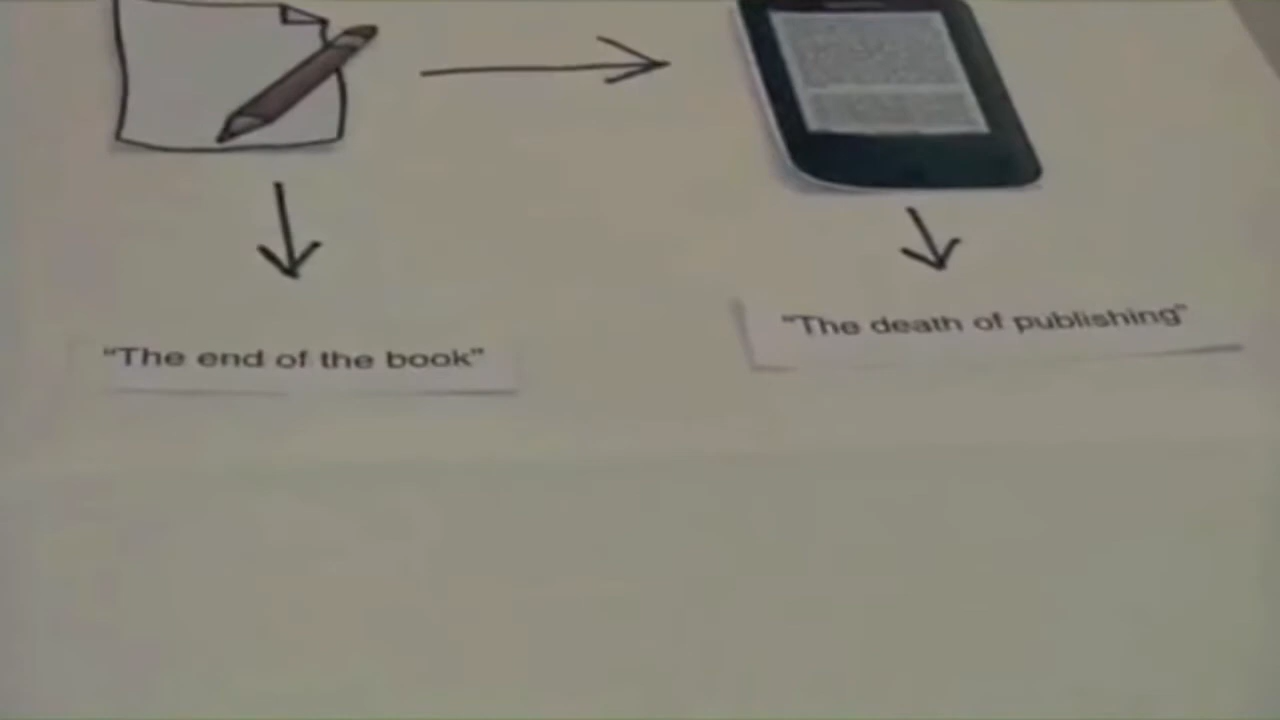 "The end of the book"
"The death of publishing"